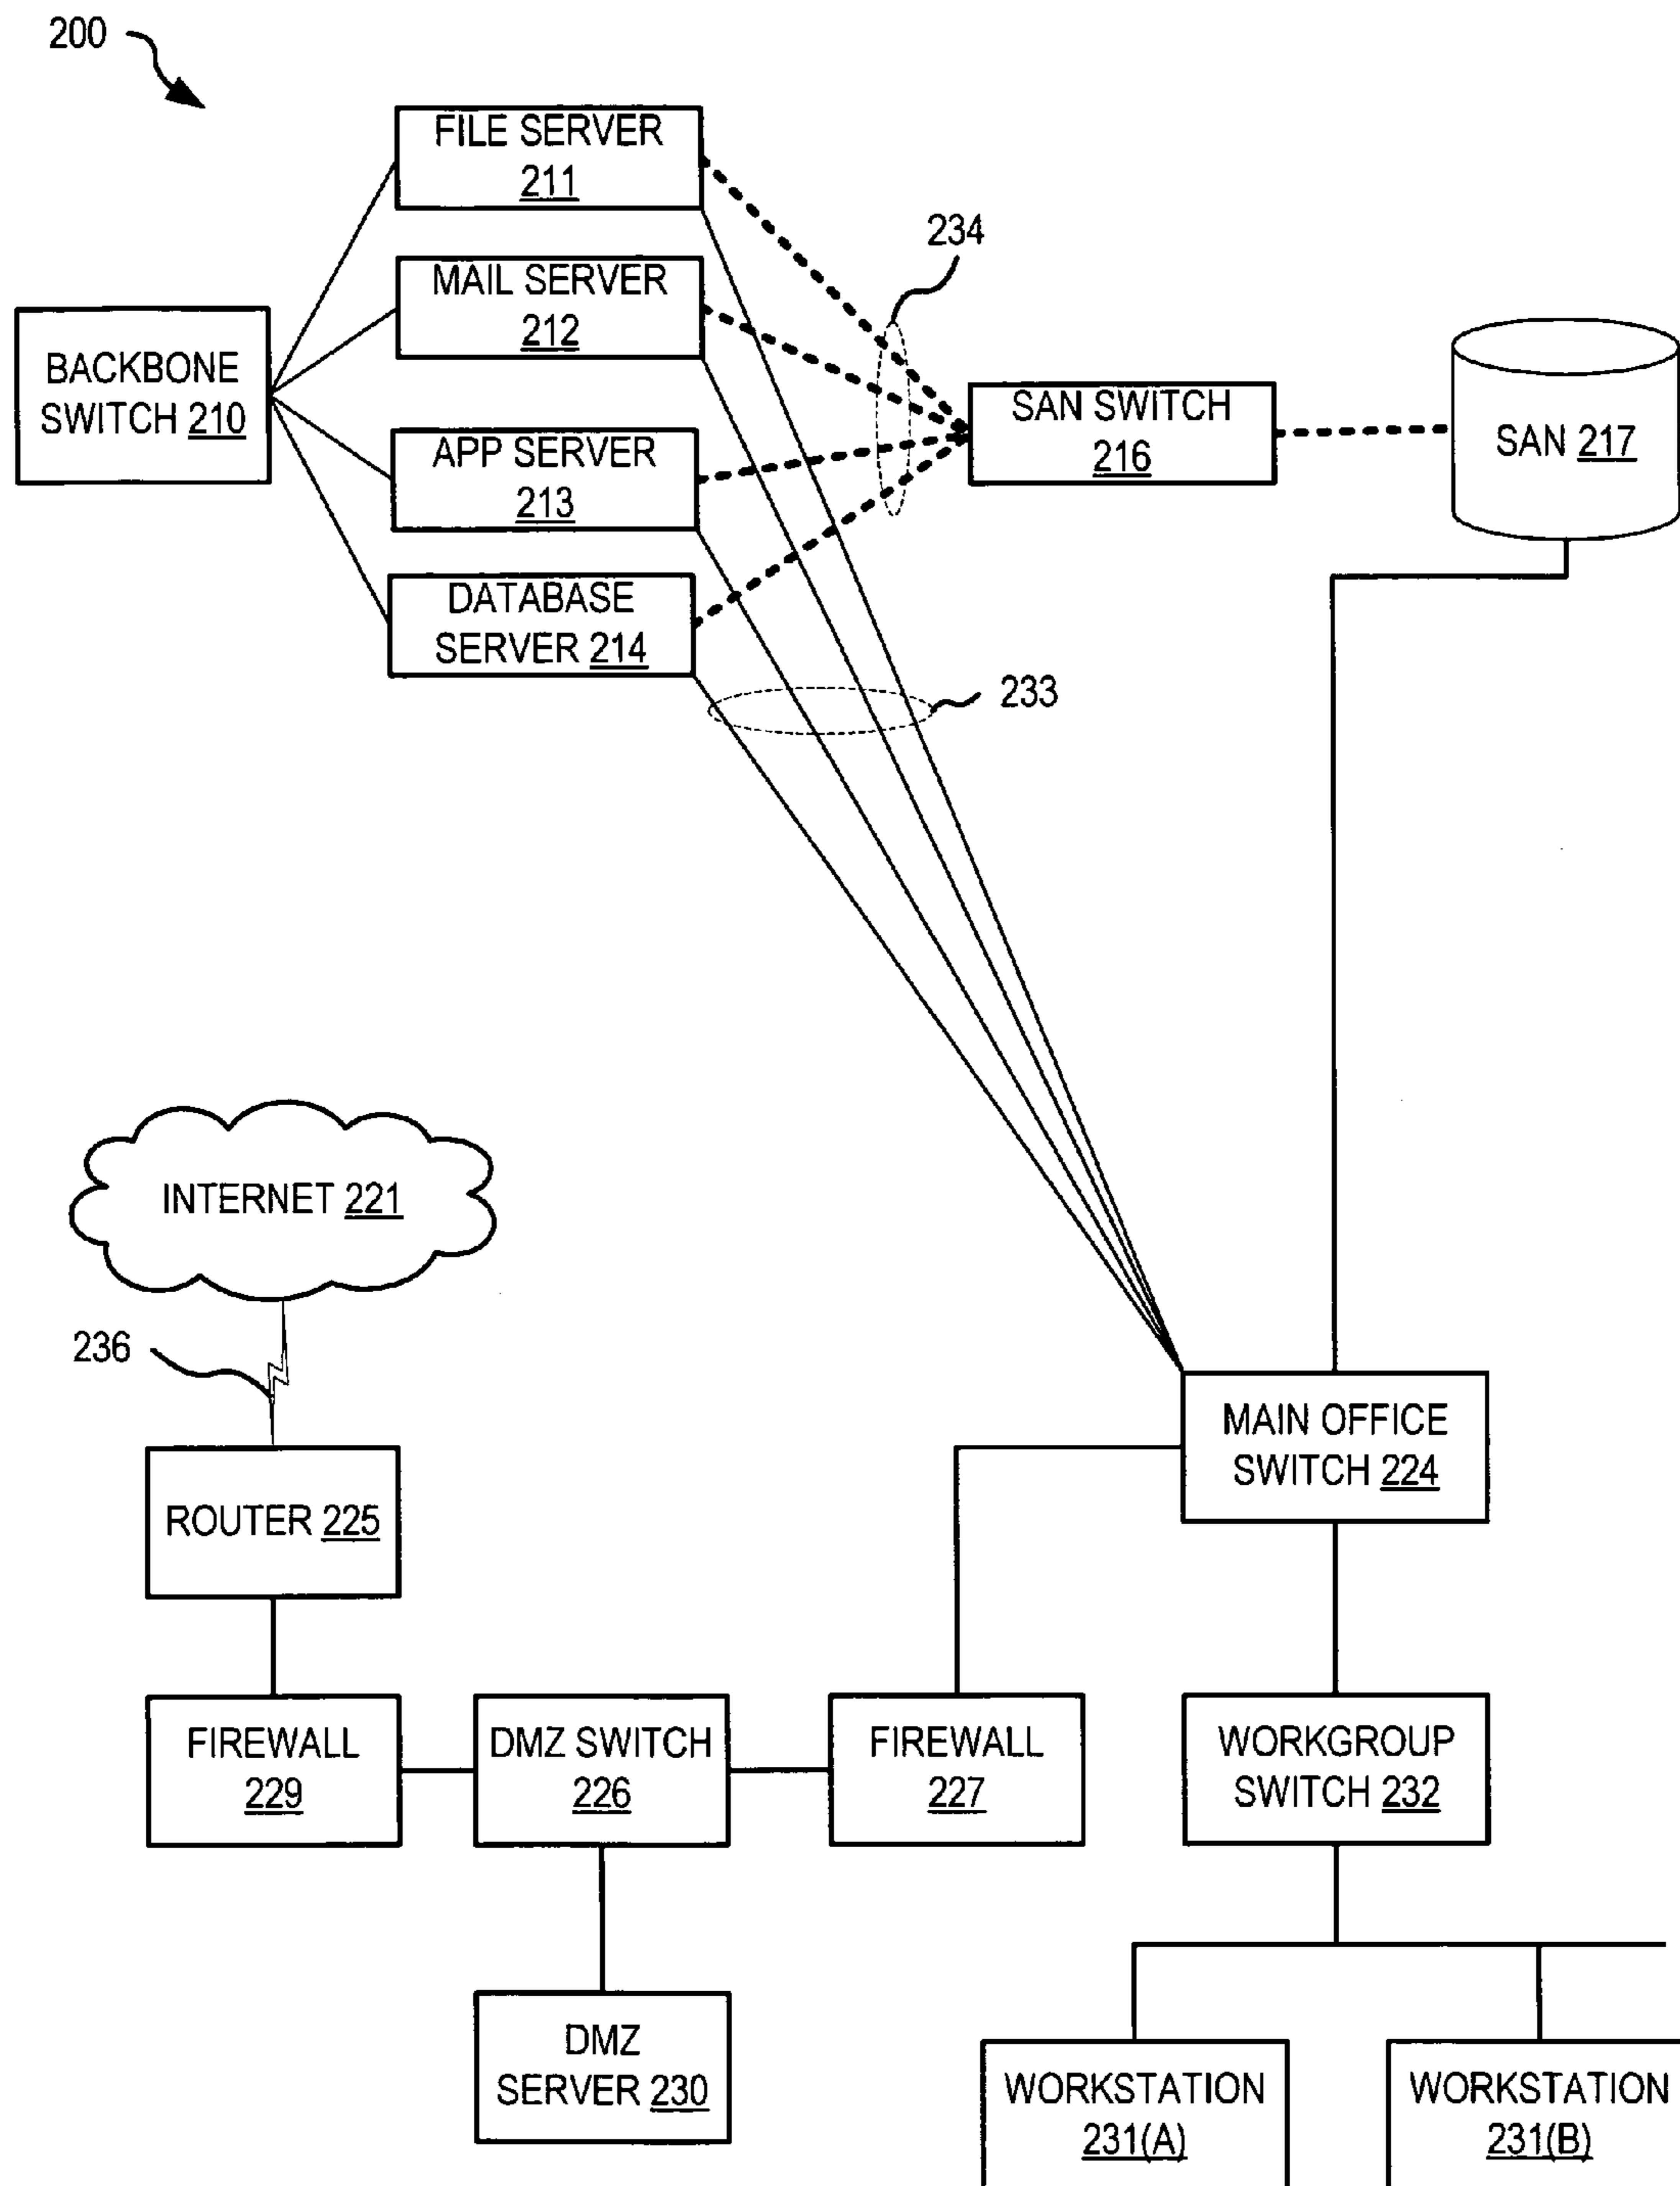 200
FILE SERVER
211
234
MAIL SERVER
212
BACKBONE
SWITCH 210
SAN SWITCH
216
SAN 217
APP SERVER
213
DATABASE
SERVER 214
233
INTERNET 221
236
MAIN OFFICE
SWITCH 224
ROUTER 225
FIREWALL
229
DMZ SWITCH
226
FIREWALL
227
WORKGROUP
SWITCH 232
DMZ
SERVER 230
WORKSTATION
231(A)
WORKSTATION
231(B)